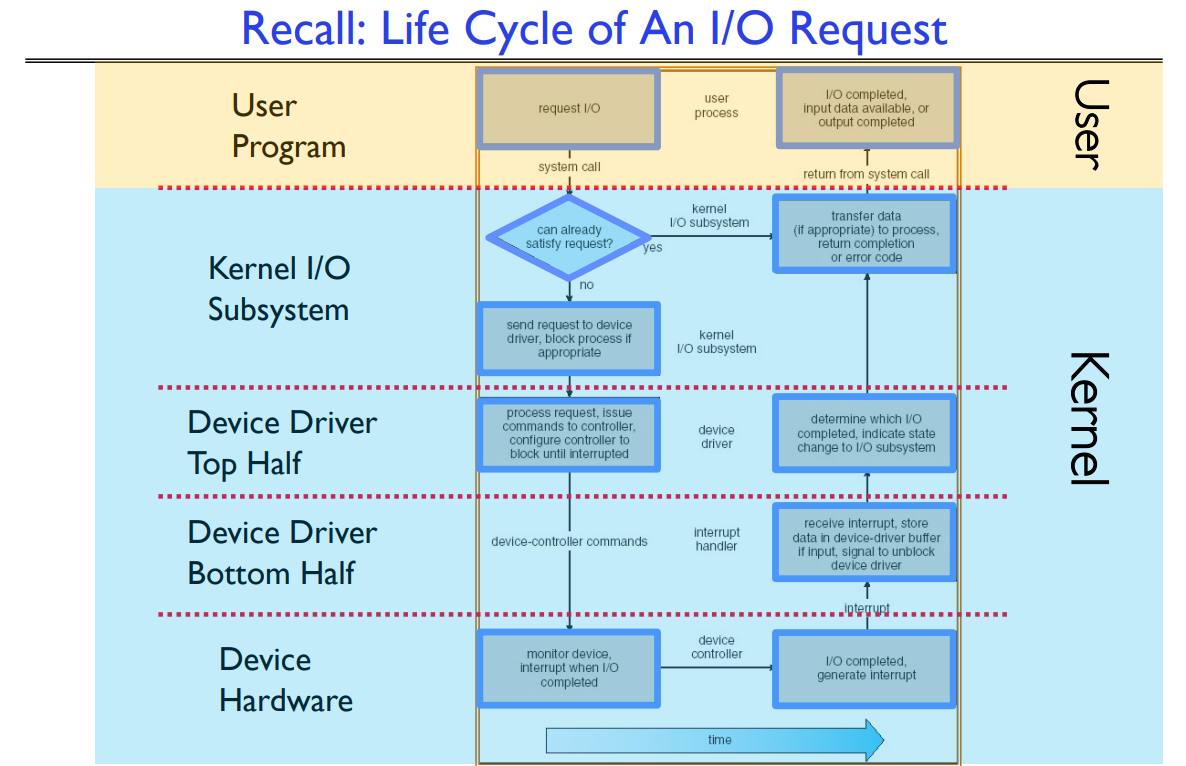 Recall: Life Cycle of An I/O Request
User
Program
request I/O
user
process
I/O completed,
input data available, or
output completed
User
system call
return from system call
Kernel I/O
Subsystem
can already
satisfy request?
kernel
I/O subsystem
yes
transfer data
(if appropriate) to process,
return completion
or error code
no
send request to device
driver, block process if
appropriate
kernel
I/O subsystem
Kernel
Device Driver
Top Half
process request, issue
commands to controller,
configure controller to
block until interrupted
device
driver
determine which I/O
completed, indicate state
change to I/O subsystem
Device Driver
Bottom Half
device-controller commands
interrupt
handler
receive interrupt, store
data in device-driver buffer
if input, signal to unblock
device driver
interrupt
Device
Hardware
monitor device,
interrupt when I/O
completed
device
controller
I/O completed,
generate interrupt
time